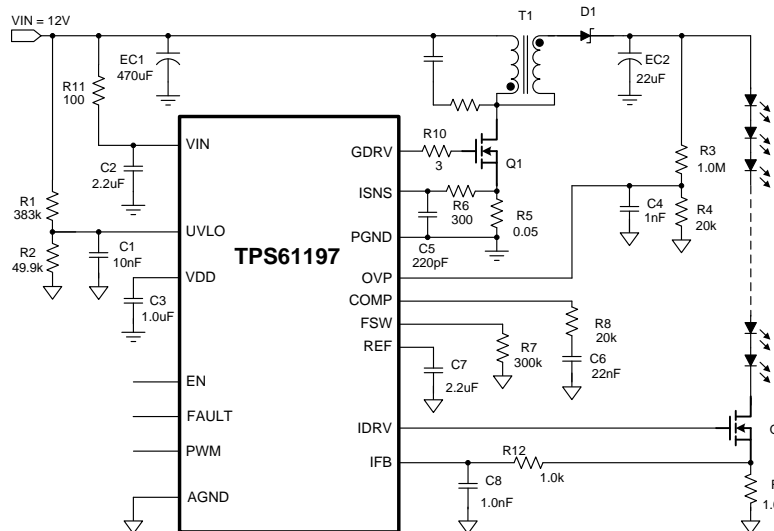 VIN = 12V
T1
D1
EC1
470uF
EC2
22uF
R11
100
C2
2.2uF
R1
383k
R2
49.9k
C1
10nF
C3
1.0uF
VIN
UVLO
VDD
EN
FAULT
PWM
AGND
TPS61197
GDRV
ISNS
PGND
OVP
COMP
FSW
REF
IDRV
IFB
R10
3
Q1
R6
300
R5
0.05
C5
220pF
R3
1.0M
C4
1nF
R4
20k
R8
20k
R7
300k
C6
22nF
C7
2.2uF
R12
1.0k
C8
1.0nF